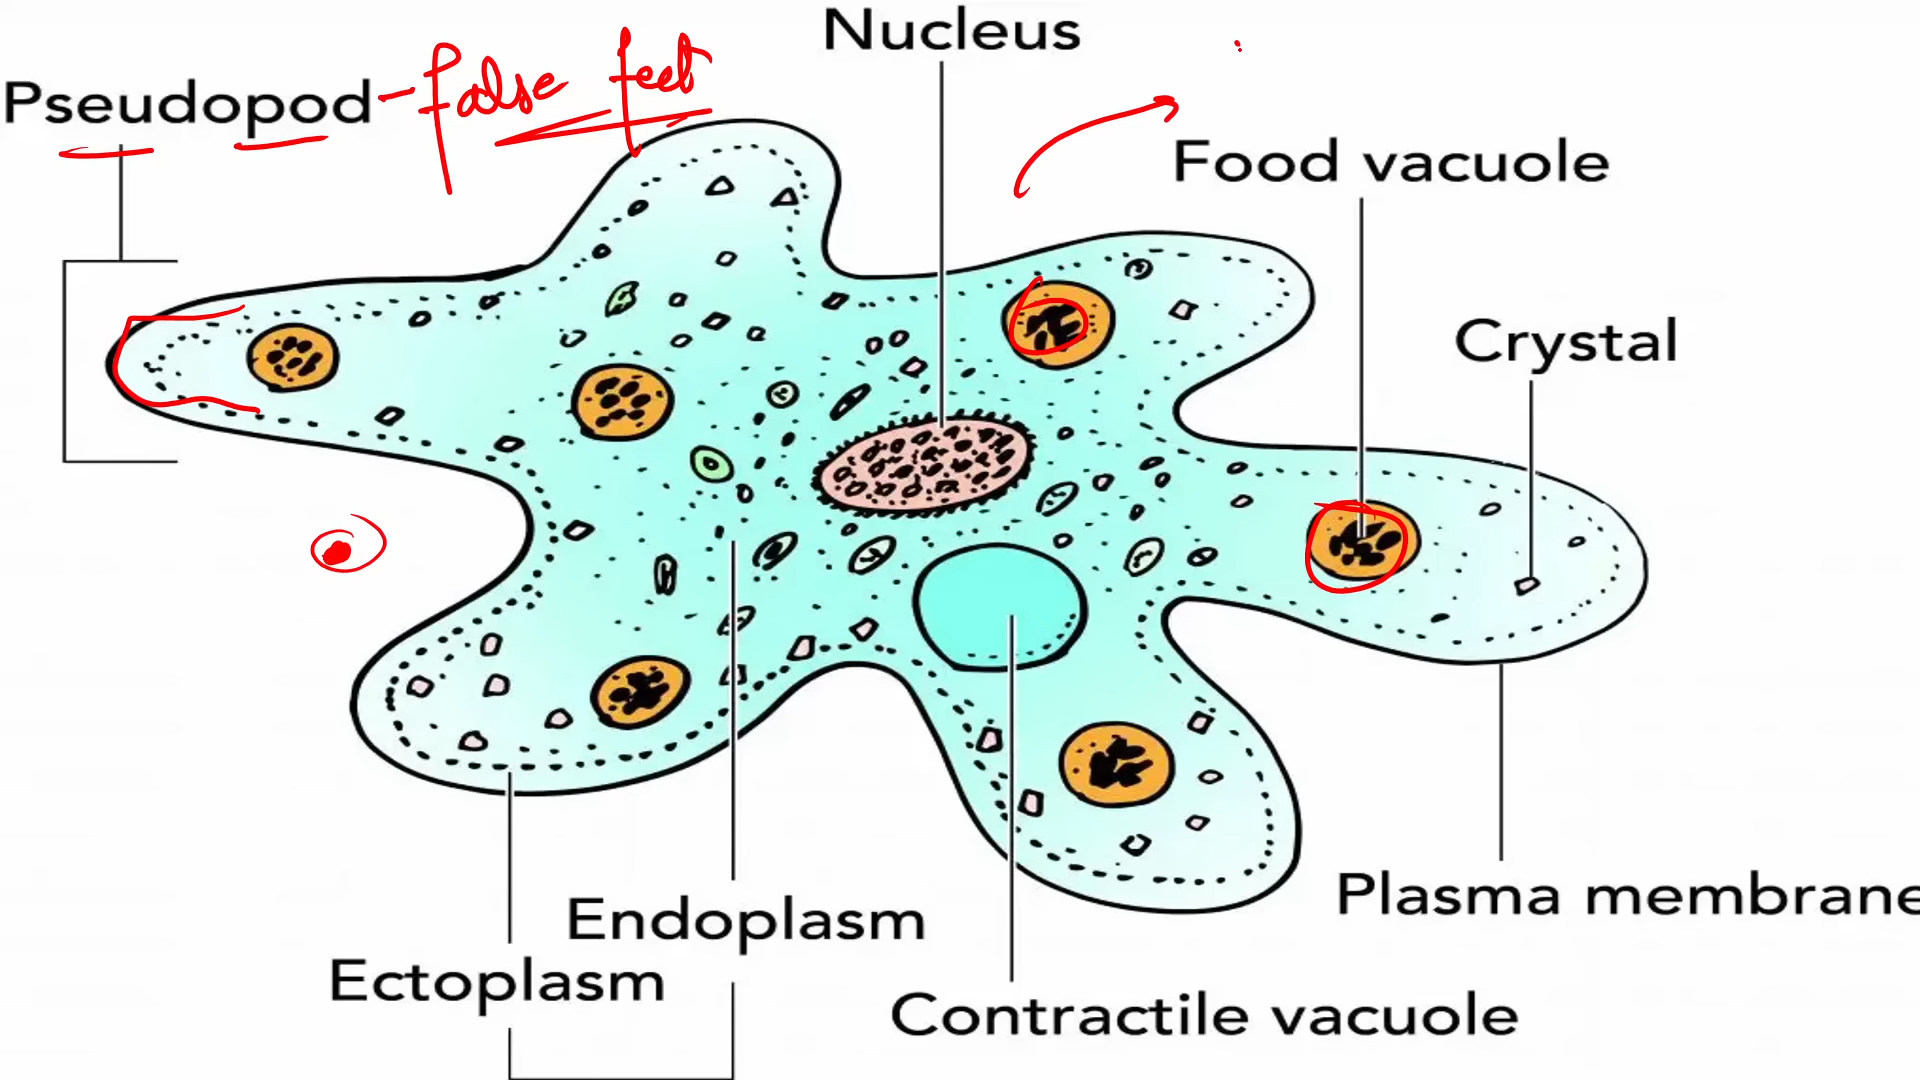 Nucleus
Pseudopod - false feet
Food vacuole
Crystal
Plasma membrane
Endoplasm
Ectoplasm
Contractile vacuole